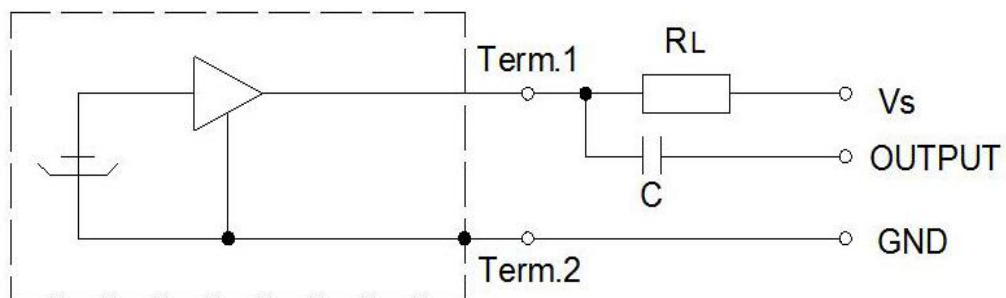 Term.1
RL
Vs
OUTPUT
C
GND
Term.2